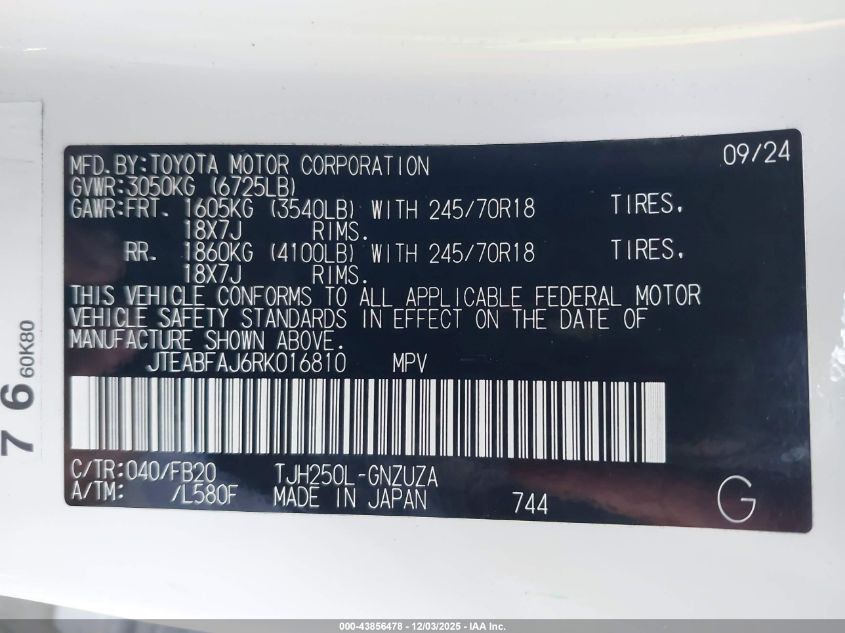 MFD.BY:TOYOTA MOTOR CORPORATION 09/24
GVWR:3050KG (6725LB)
GAWR:FRT. 1605KG (3540LB) WITH 245/70R18 TIRES.
18X7J RIMS.
RR. 1860KG (4100LB) WITH 245/70R18 TIRES.
18X7J RIMS.
THIS VEHICLE CONFORMS TO ALL APPLICABLE FEDERAL MOTOR
VEHICLE SAFETY STANDARDS IN EFFECT ON THE DATE OF
MANUFACTURE SHOWN ABOVE.
JTEABFAJ6RK016810 MPV
C/TR:040/FB20 TJH250L-GNZUZA
A/TM: /L580F MADE IN JAPAN 744 G
7 6
60K80
000-43856478 - 12/03/2025 - IAA Inc.